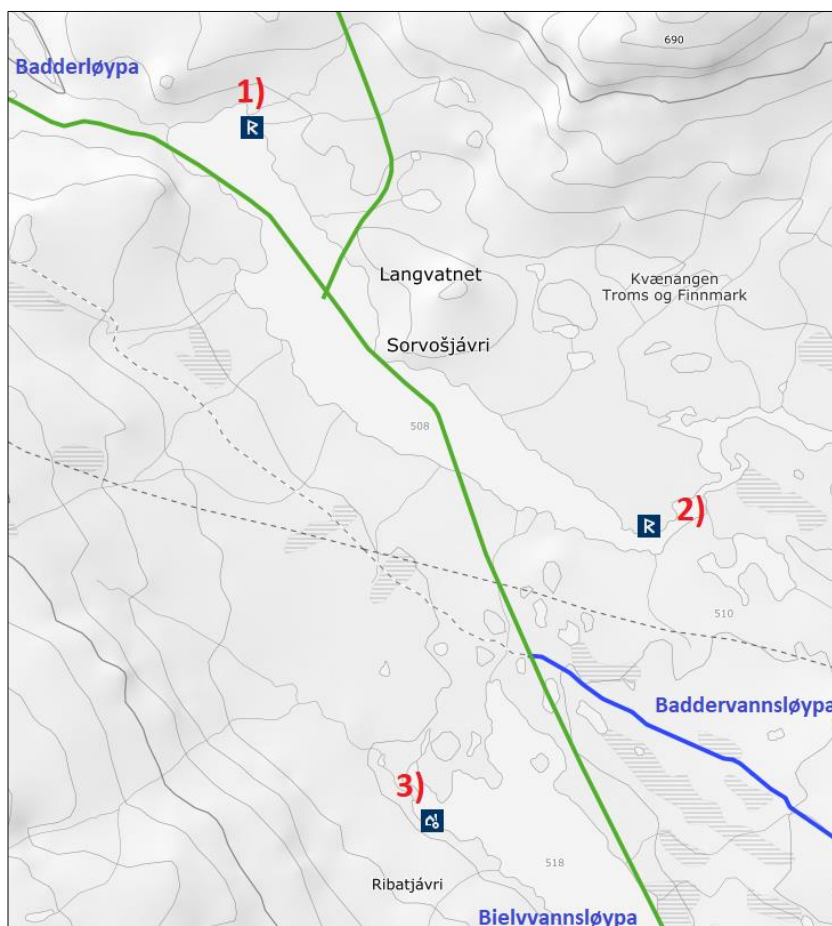 690
Badderløypa
1)
Langvatnet
Kvænangen
Troms og Finnmark
Sorvošjávri
508
2)
510
Baddervannsløypa
3)
518
Ribatjávri
Bielvvannsløypa